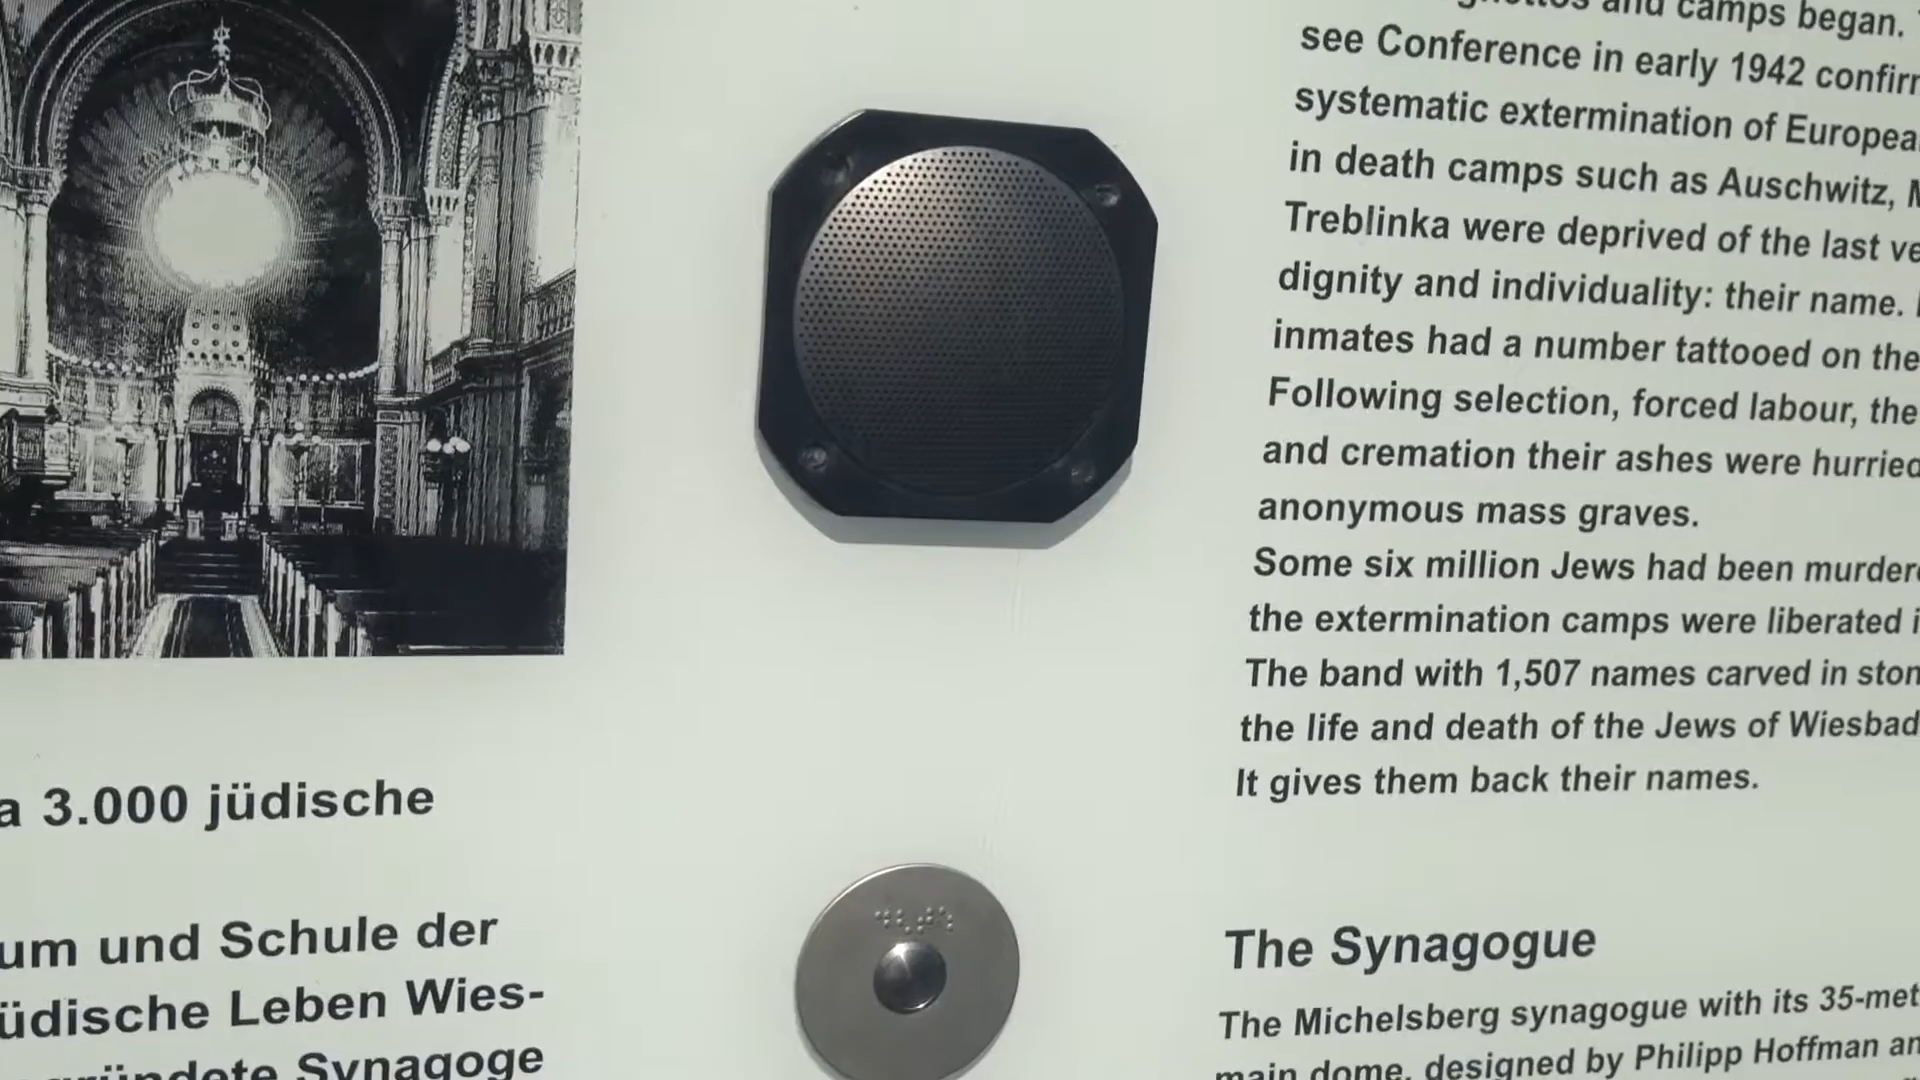 a 3.000 jüdische
um und Schule der
üdische Leben Wies-
gründete Synagoge
and camps began.
see Conference in early 1942 confirm
systematic extermination of Europea
in death camps such as Auschwitz, M
Treblinka were deprived of the last ve
dignity and individuality: their name.
inmates had a number tattooed on the
Following selection, forced labour, the
and cremation their ashes were hurried
anonymous mass graves.
Some six million Jews had been murdere
the extermination camps were liberated i
The band with 1,507 names carved in ston
the life and death of the Jews of Wiesbad
It gives them back their names.
The Synagogue
The Michelsberg synagogue with its 35-met
main dome, designed by Philipp Hoffman an